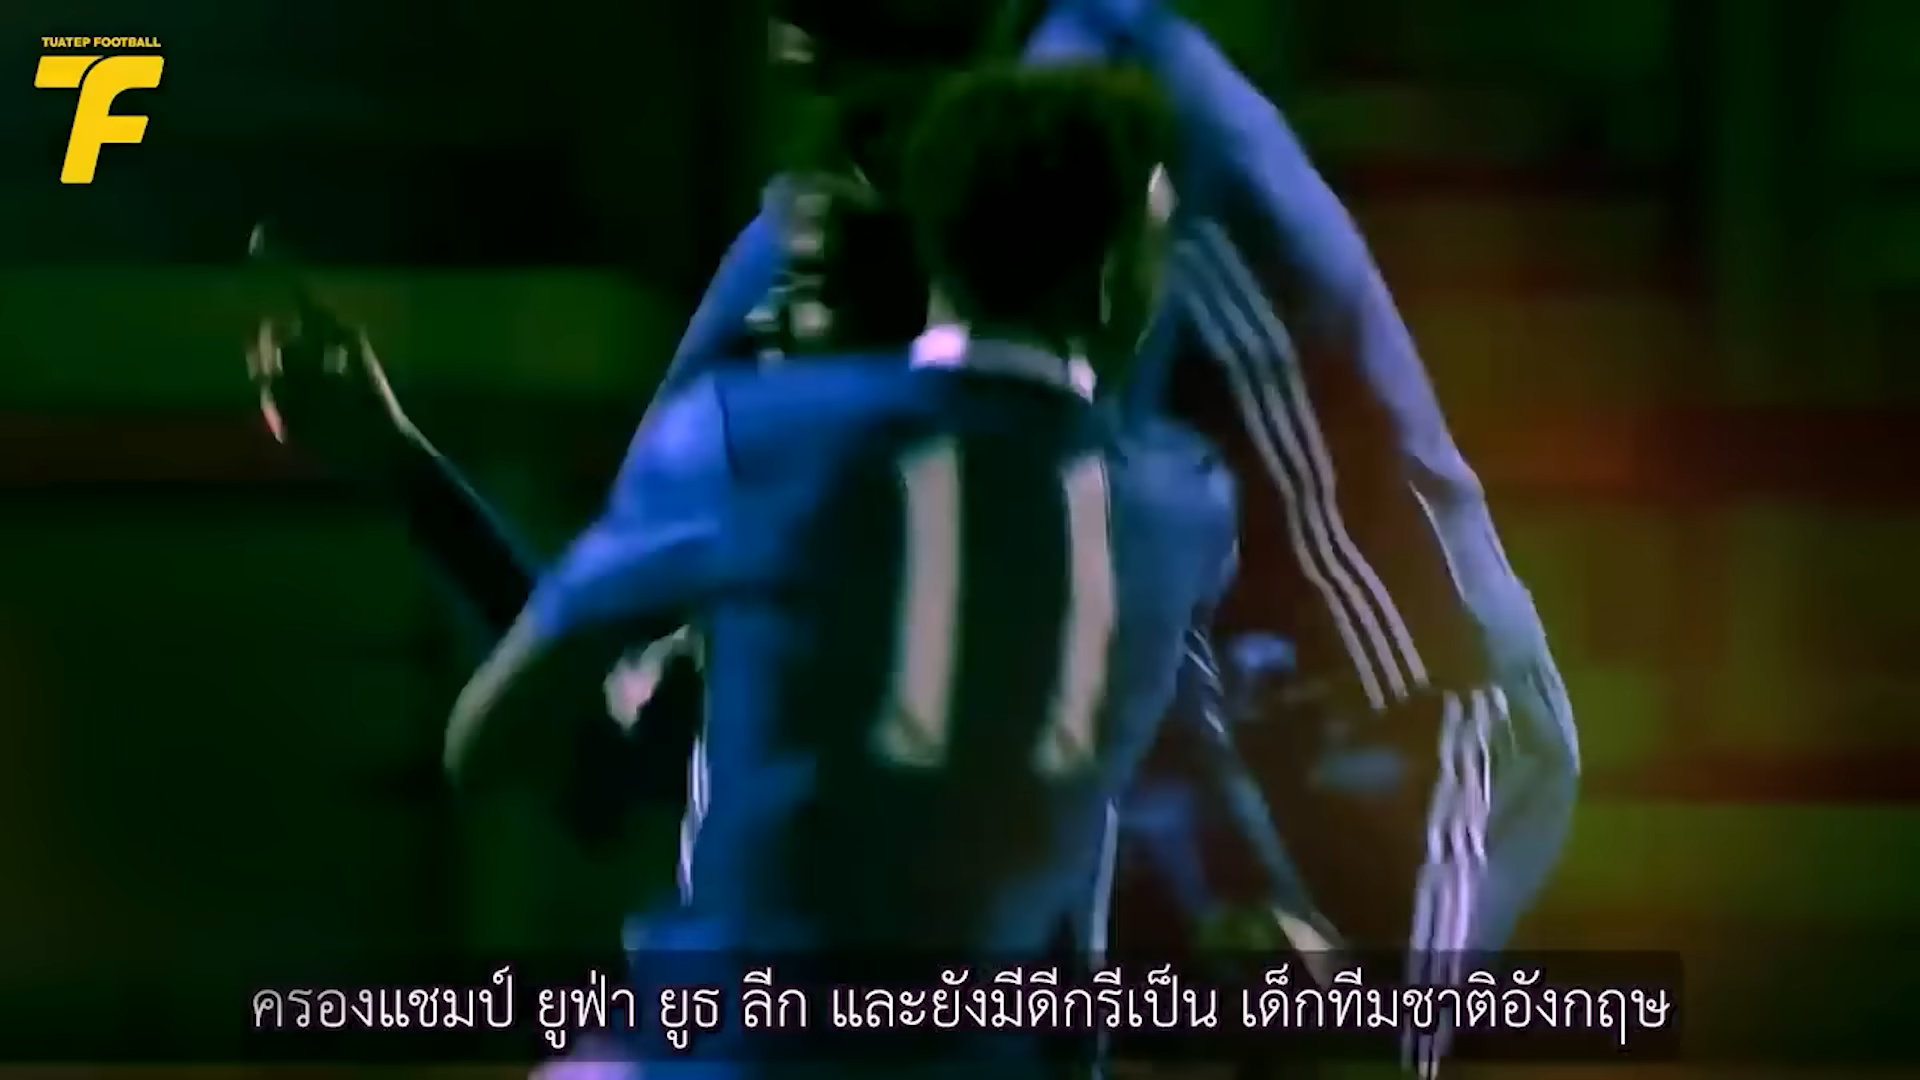 TUATEP FOOTBALL
TF
11
ครองแชมป์ ยูฟ่า ยูธ ลีก และยังมีดีกรีเป็น เด็กทีมชาติอังกฤษ